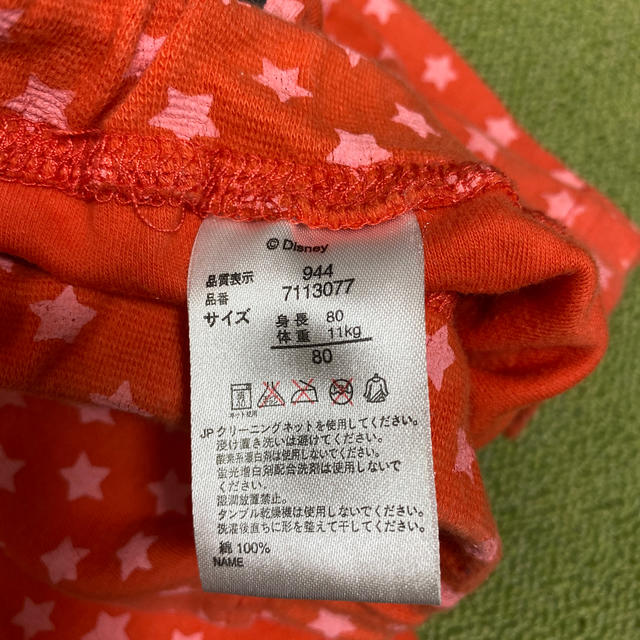 © Disney
品質表示 944
品番 7113077
サイズ 身長 80
体重 11kg
80
ネット使用
JP クリーニングネットを使用してください。
浸け置き洗いは避けてください。
酸素系漂白剤は使用しないでください。
蛍光増白剤配合洗剤は使用しないで
ください。
湿潤放置禁止。
タンブル乾燥機は使用しないでください。
洗濯後直ちに形を整えて干してください。
綿 100%
NAME